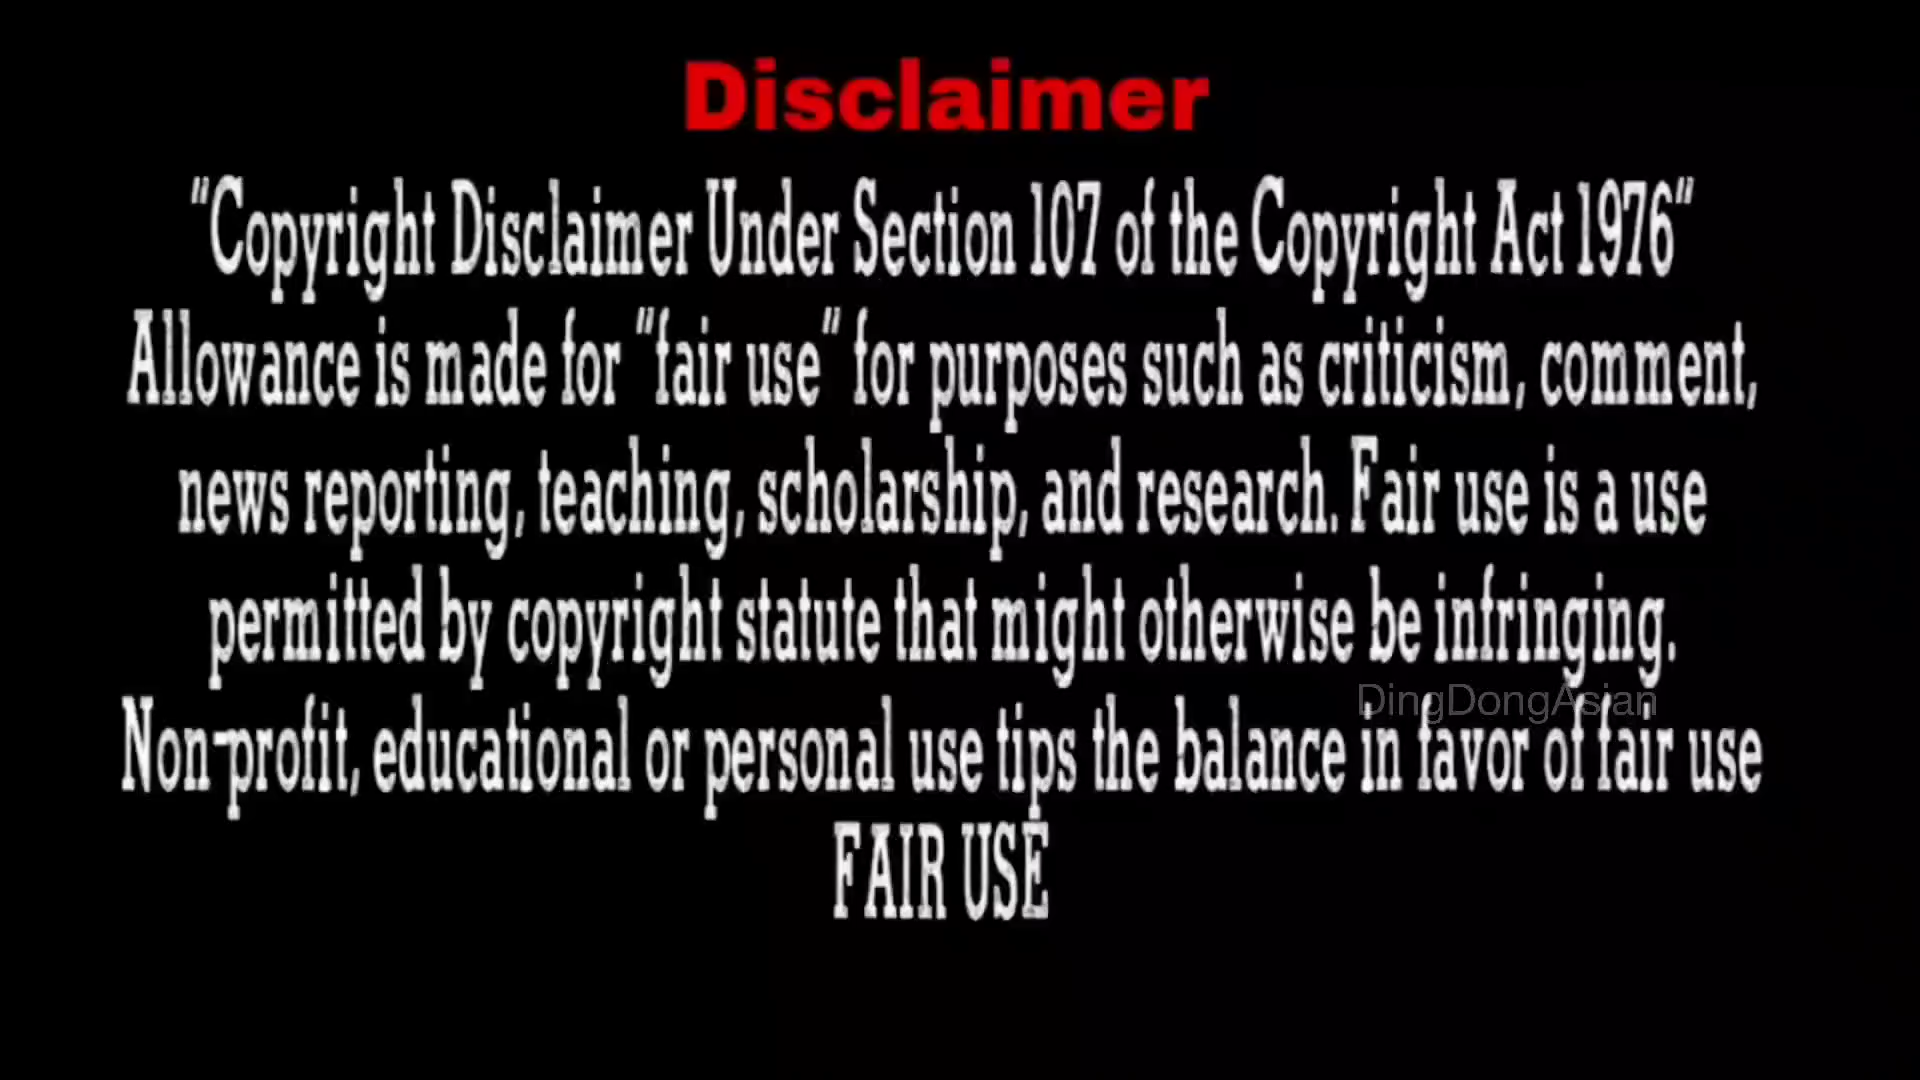 Disclaimer
"Copyright Disclaimer Under Section 107 of the Copyright Act 1976"
Allowance is made for "fair use" for purposes such as criticism, comment,
news reporting, teaching, scholarship, and research. Fair use is a use
permitted by copyright statute that might otherwise be infringing.
DingDongAsian
Non-profit, educational or personal use tips the balance in favor of fair use
FAIR USE